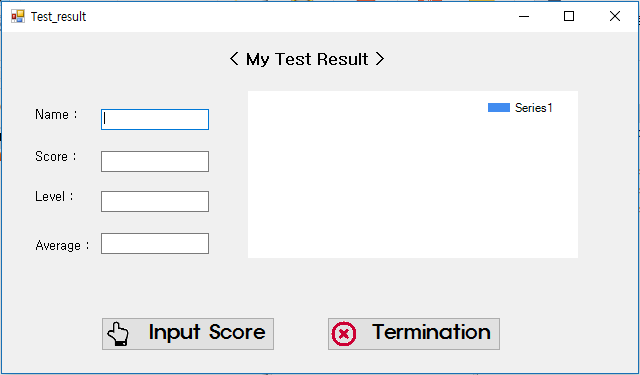 Test_result
< My Test Result >
Series1
Name :
Score :
Level :
Average :
Input Score
Termination